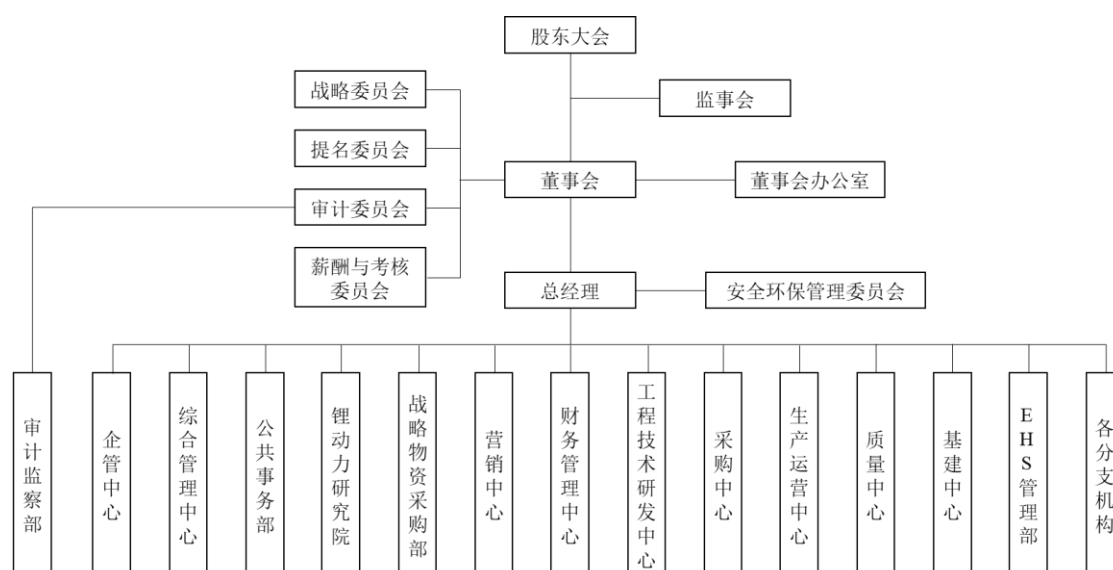 股东大会
战略委员会
监事会
提名委员会
董事会
董事会办公室
审计委员会
薪酬与考核
委员会
总经理
安全环保管理委员会
审计监察部
企管中心
综合管理中心
公共事务部
锂动力研究院
战略物资采购部
营销中心
财务管理中心
工程技术研发中心
采购中心
生产运营中心
质量中心
基建中心
EHS管理部
各分支机构